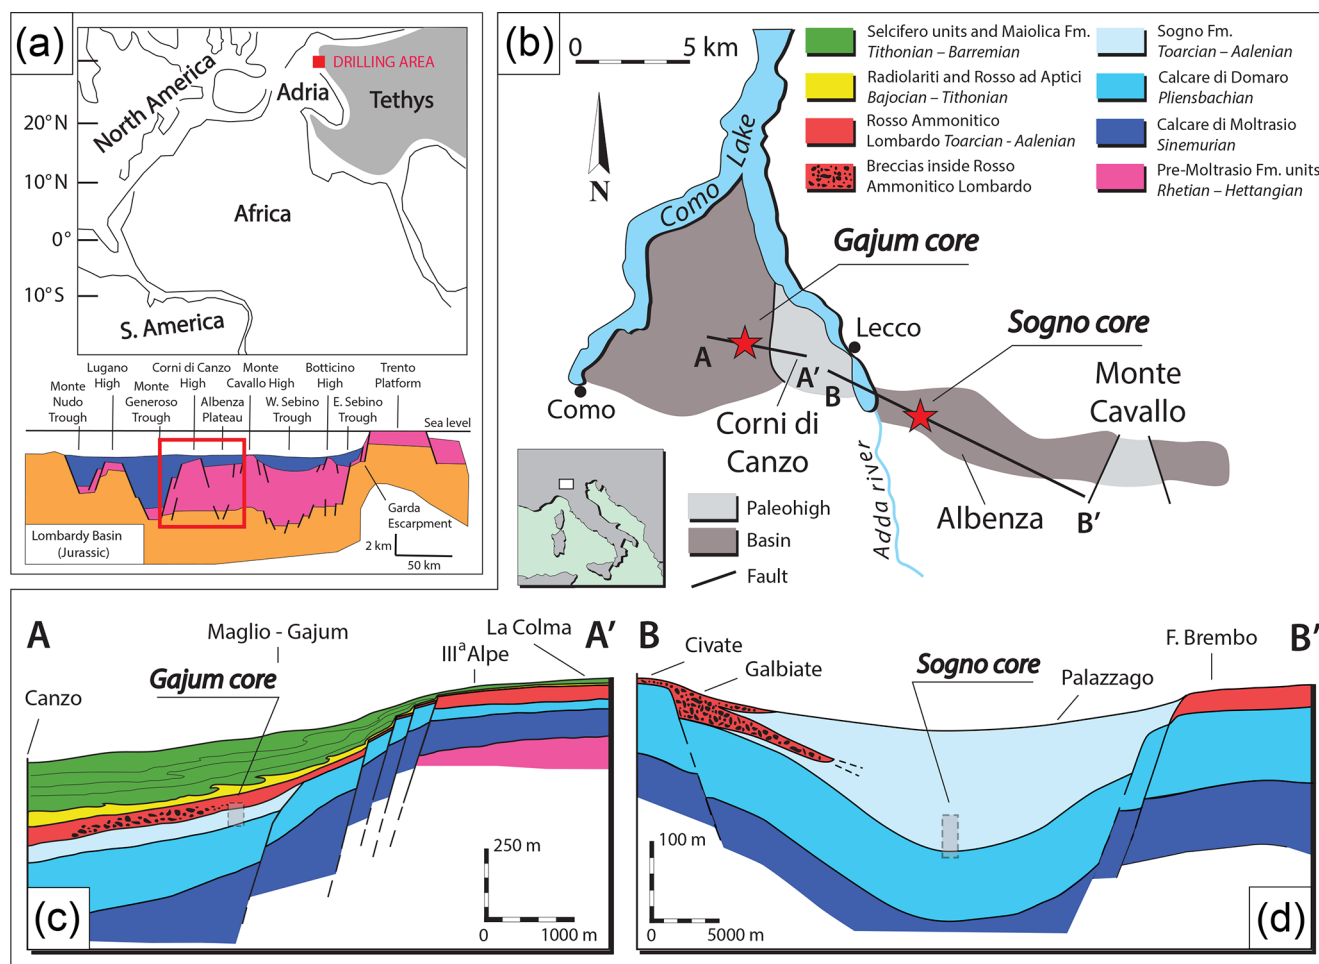 (a)
North America
20° N
10° N
0°
10° S
Africa
S. America
Adria
Tethys
DRILLING AREA
Monte
Nudo
Trough
Lugano
High
Monte
Generoso
Trough
Corni di Canzo
High
Albenza
Plateau
Monte
Cavallo High
W. Sebino
Trough
Botticino
High
E. Sebino
Trough
Trento
Platform
Sea level
Garda
Escarpment
Lombardy Basin
(Jurassic)
2 km
50 km
(b)
0
5 km
N
Selcifero units and Maiolica Fm.
Tithonian – Barremian
Radiolariti and Rosso ad Aptici
Bajocian – Tithonian
Rosso Ammonitico
Lombardo Toarcian - Aalenian
Breccias inside Rosso
Ammonitico Lombardo
Sogno Fm.
Toarcian – Aalenian
Calcare di Domaro
Pliensbachian
Calcare di Moltrasio
Sinemurian
Pre-Moltrasio Fm. units
Rhetian – Hettangian
Como Lake
Gajum core
Sogno core
Lecco
A
A'
B
B'
Como
Corni di
Canzo
Monte
Cavallo
Albenza
Adda river
Paleohigh
Basin
Fault
A
Maglio - Gajum
Gajum core
Canzo
IIIª Alpe
La Colma
A'
250 m
0
1000 m
(c)
B
Civate
Galbiate
Sogno core
Palazzago
F. Brembo
B'
100 m
0
5000 m
(d)